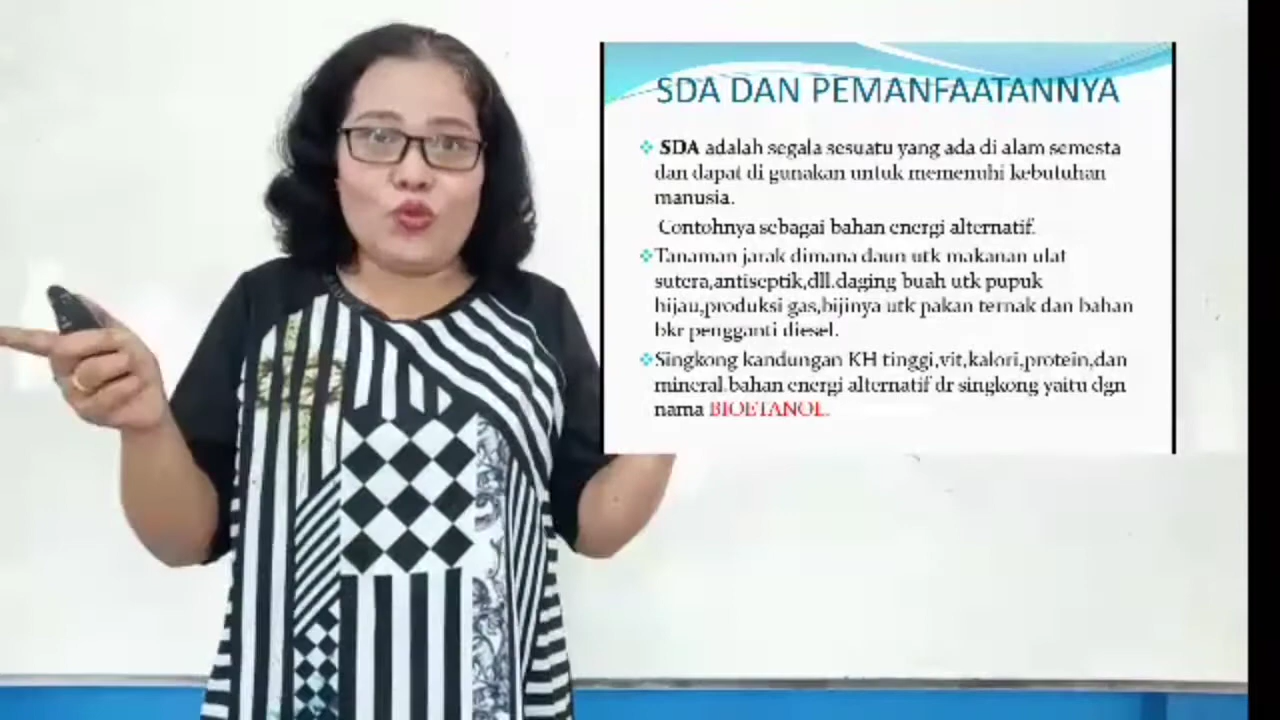 SDA DAN PEMANFAATANNYA
SDA adalah segala sesuatu yang ada di alam semesta
dan dapat di gunakan untuk memenuhi kebutuhan
manusia.
Contohnya sebagai bahan energi alternatif.
Tanaman jarak dimana daun utk makanan ulat
sutera,antiseptik,dll.daging buah utk pupuk
hijau,produksi gas,bijinya utk pakan ternak dan bahan
bkr pengganti diesel.
Singkong kandungan KH tinggi,vit,kalori,protein,dan
mineral.bahan energi alternatif dr singkong yaitu dgn
nama BIOETANOL.